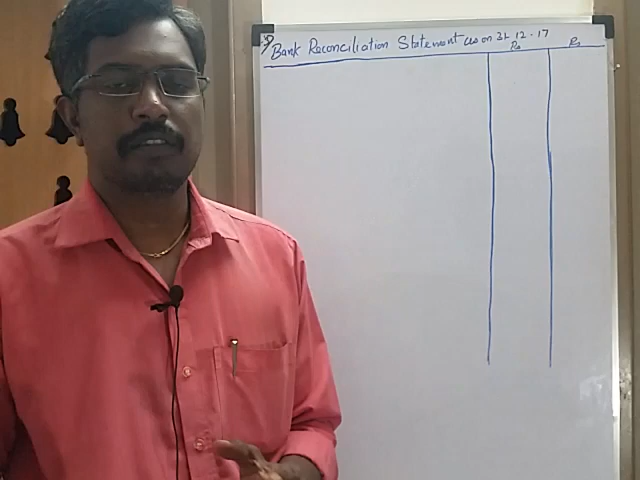 Bank Reconciliation Statement as on 31.12.17
Rs Rs